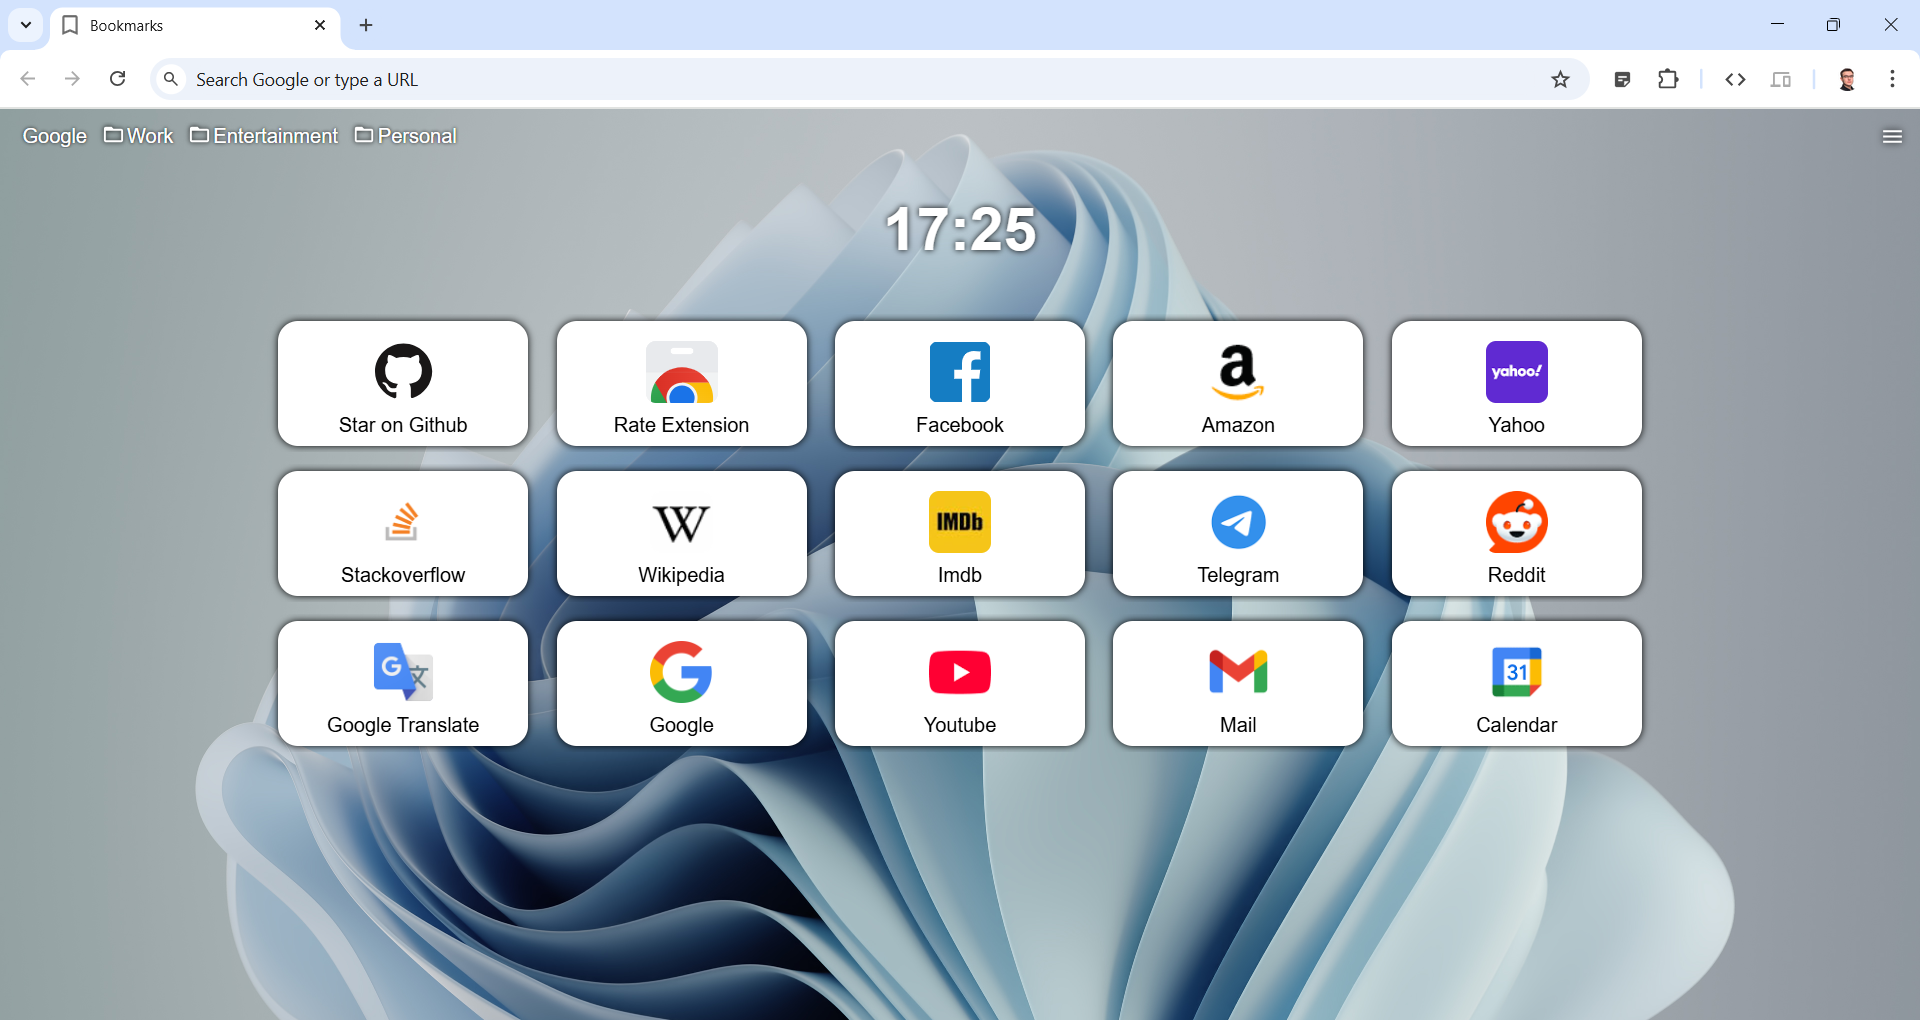 Bookmarks
Search Google or type a URL
Google Work Entertainment Personal
17:25
Star on Github
Rate Extension
Facebook
a
Amazon
yahoo!
Yahoo
Stackoverflow
W
Wikipedia
IMDb
Imdb
Telegram
Reddit
G 文
Google Translate
G
Google
Youtube
M
Mail
31
Calendar